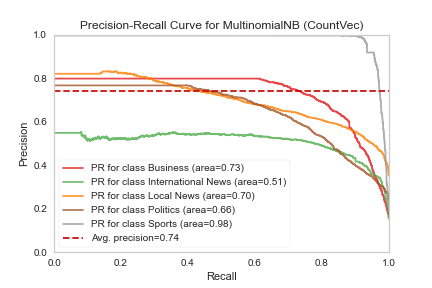 Precision-Recall Curve for MultinomialNB (CountVec)
1.0
0.8
0.6
0.4
0.2
0.0
Precision
PR for class Business (area=0.73)
PR for class International News (area=0.51)
PR for class Local News (area=0.70)
PR for class Politics (area=0.66)
PR for class Sports (area=0.98)
Avg. precision=0.74
0.0 0.2 0.4 0.6 0.8 1.0
Recall